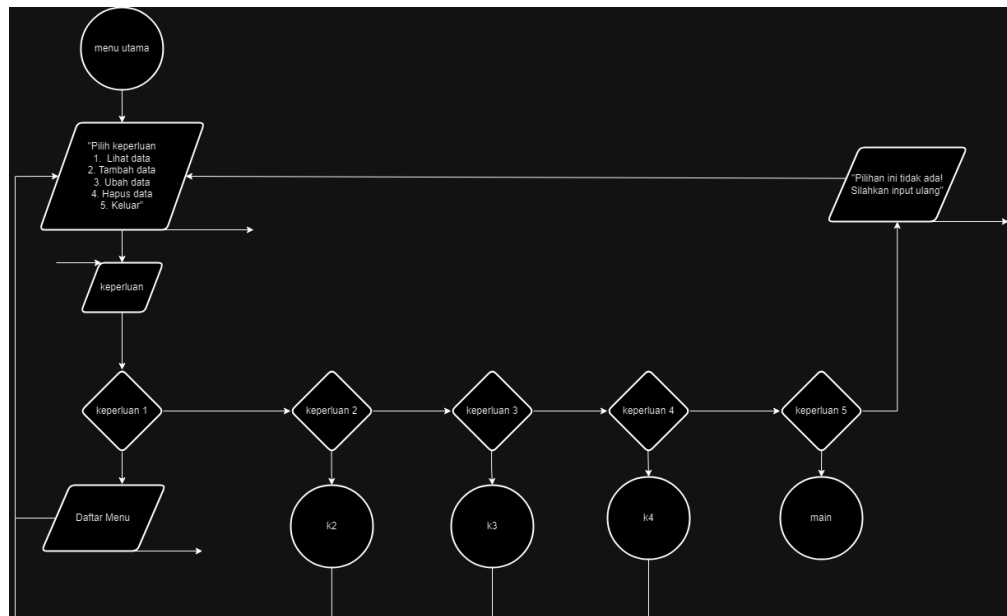 menu utama
"Pilih keperluan
1. Lihat data
2. Tambah data
3. Ubah data
4. Hapus data
5. Keluar"
"Pilihan ini tidak ada!
Silahkan input ulang"
keperluan
keperluan 1
keperluan 2
keperluan 3
keperluan 4
keperluan 5
Daftar Menu
k2
k3
k4
main